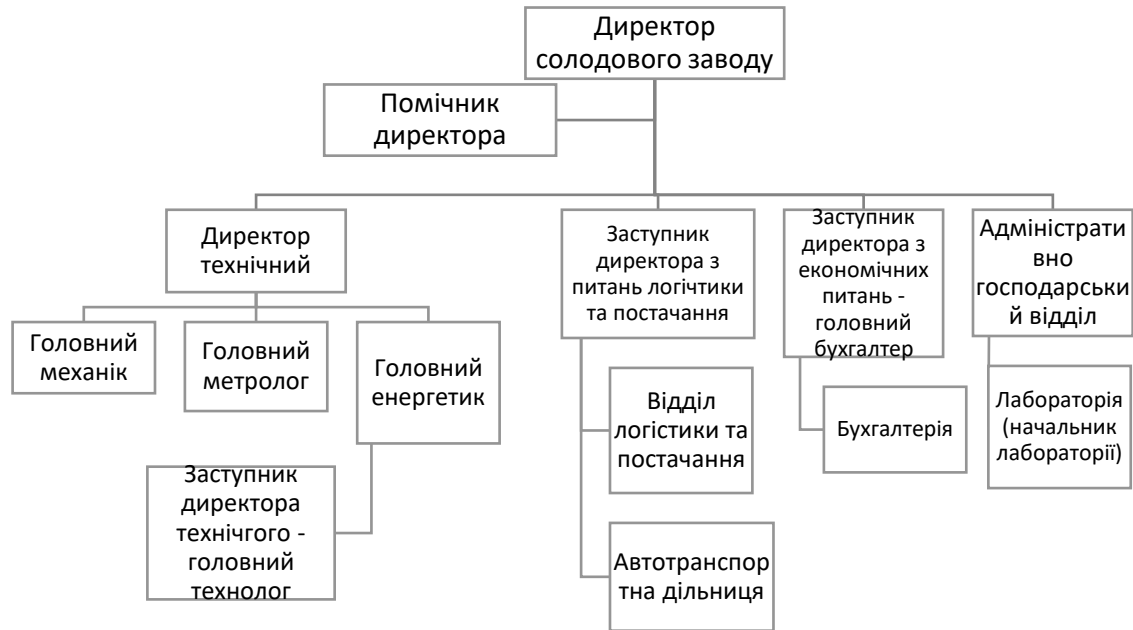 Директор
солодового заводу
Помічник
директора
Директор
технічний
Заступник
директора з
питань логічтики
та постачання
Заступник
директора з
економічних
питань -
головний
бухгалтер
Адміністрати
вно
господарськи
й відділ
Головний
механік
Головний
метролог
Головний
енергетик
Заступник
директора
технічгого -
головний
технолог
Відділ
логістики та
постачання
Автотранспор
тна дільниця
Бухгалтерія
Лабораторія
(начальник
лабораторії)